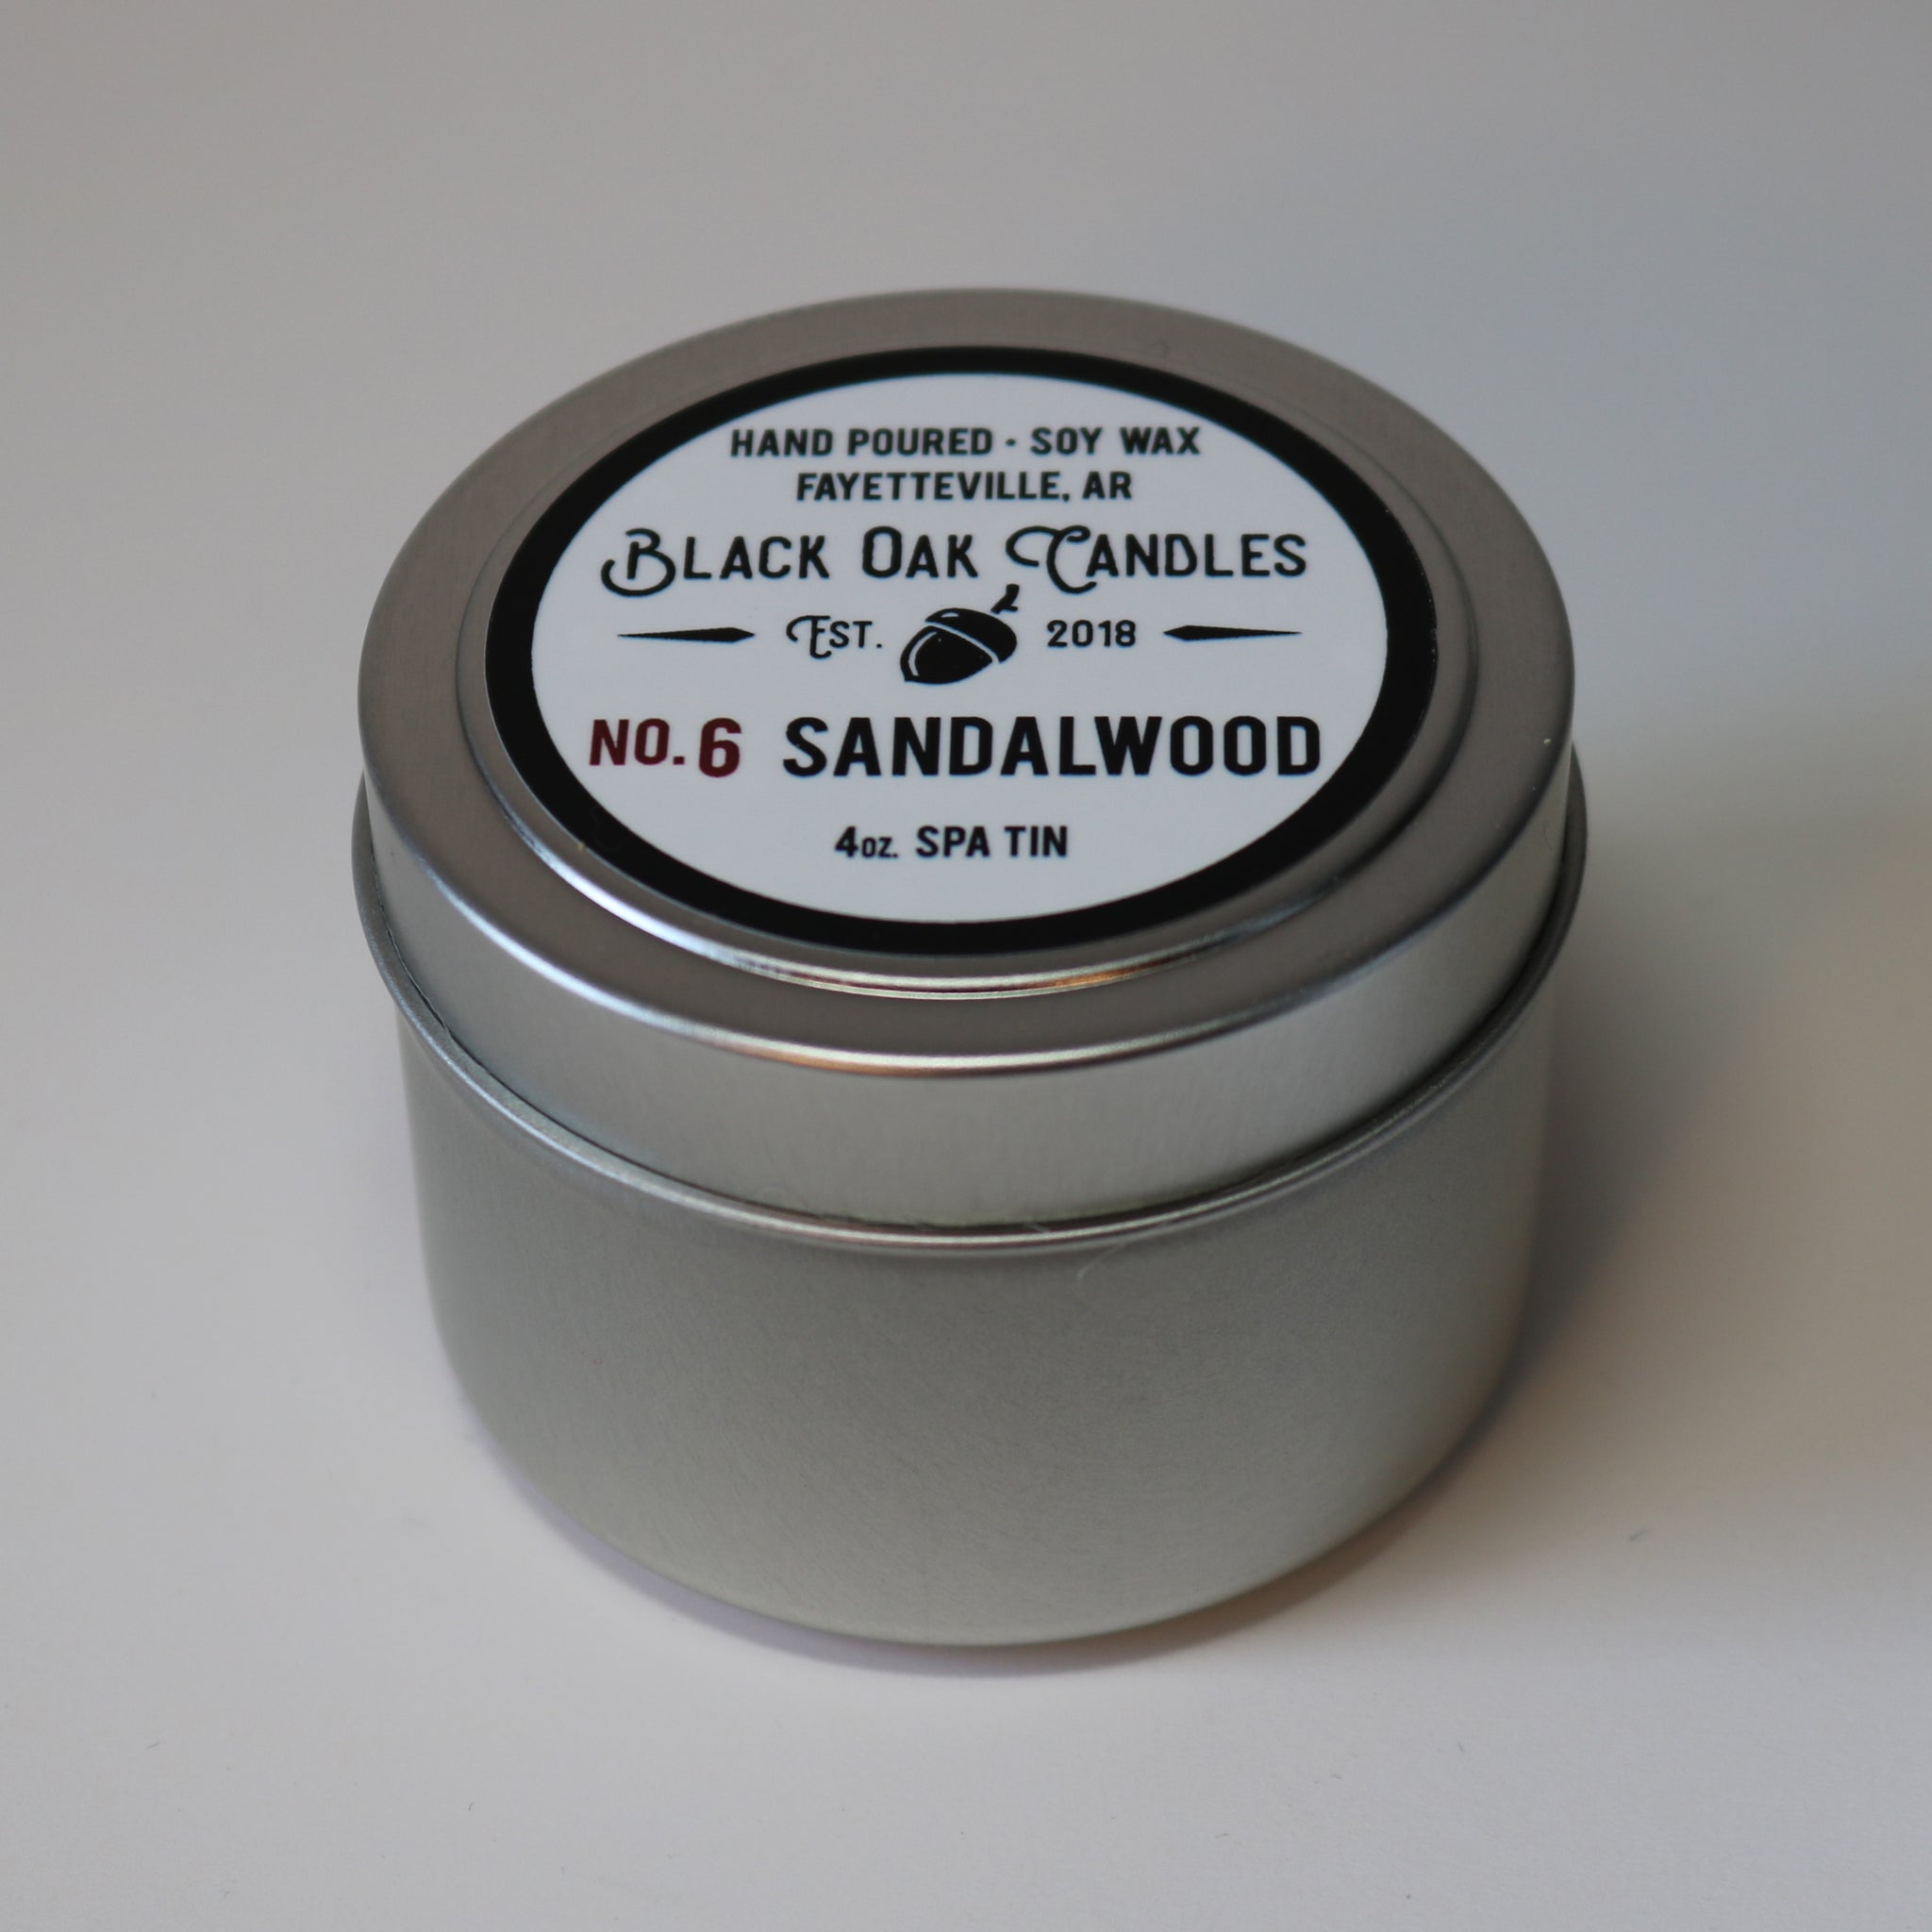 HAND POURED · SOY WAX
FAYETTEVILLE, AR
BLACK OAK CANDLES
EST. 2018
NO. 6 SANDALWOOD
4OZ. SPA TIN